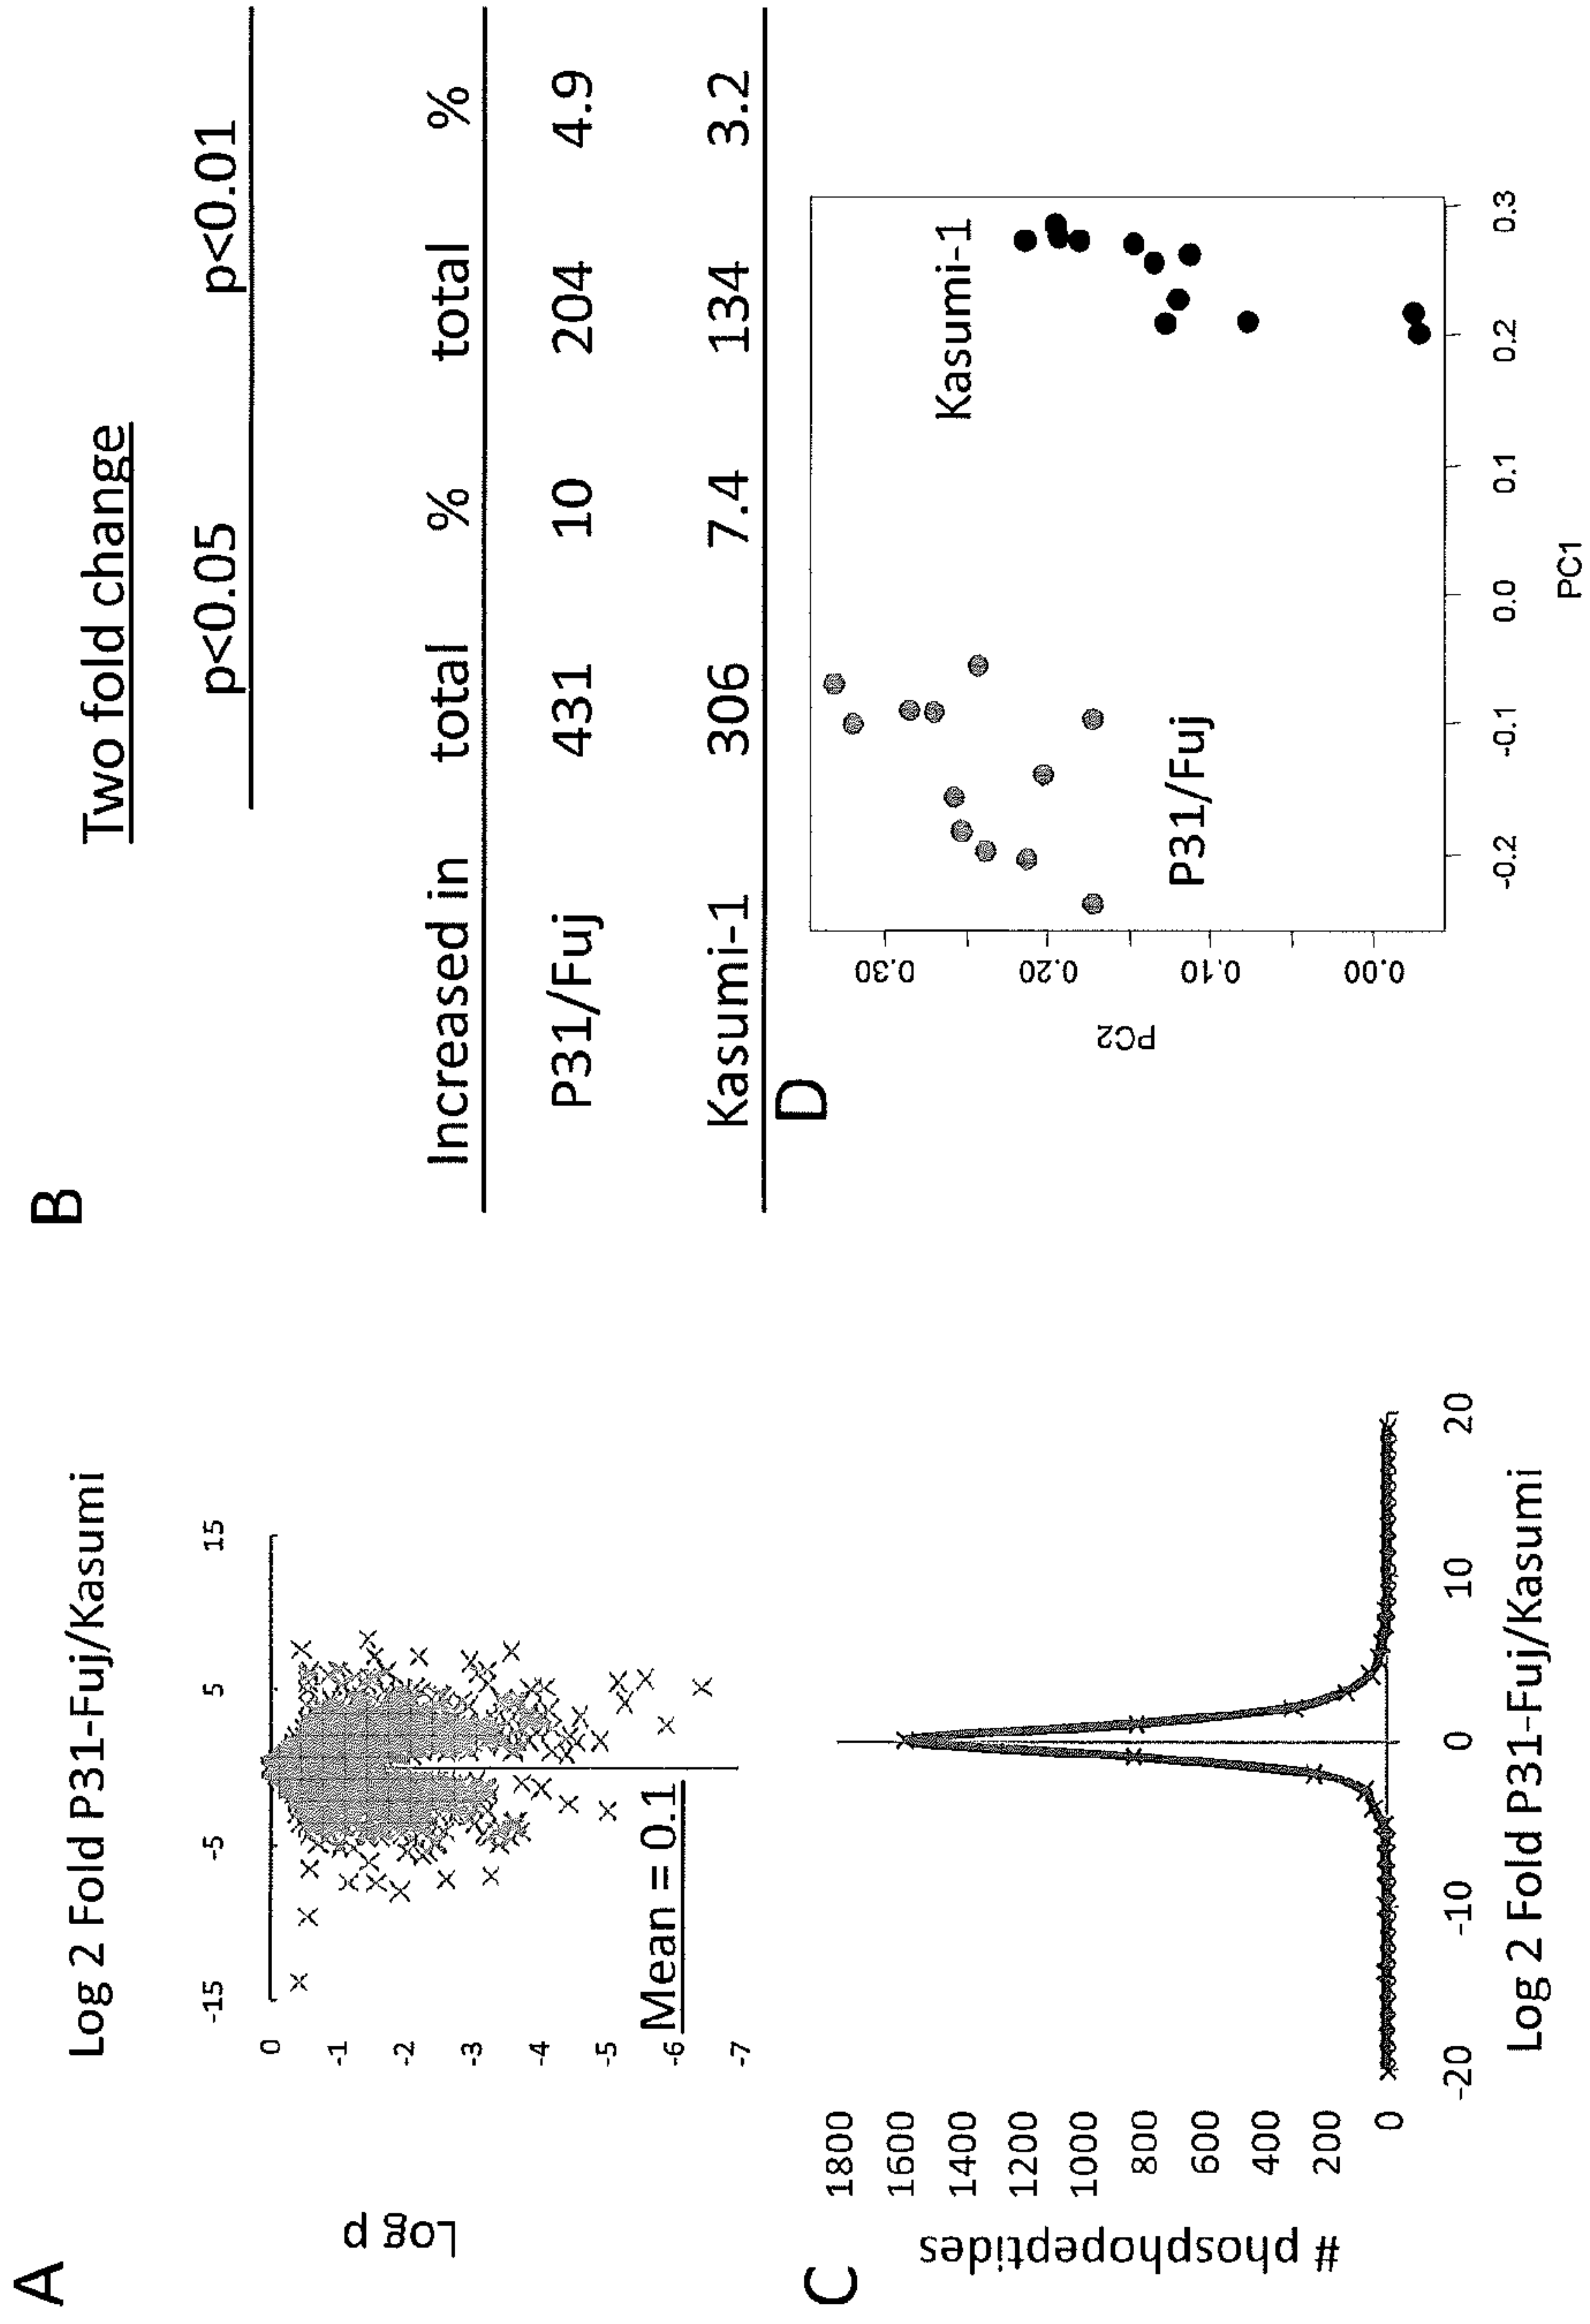 A
Log 2 Fold P31-Fuj/Kasumi
-15
-5
5
15
0
-1
-2
-3
-4
-5
-6
-7
Log p
Mean = 0.1
B
Two fold change
p<0.05 p<0.01
Increased in total % total %
P31/Fuj 431 10 204 4.9
Kasumi-1 306 7.4 134 3.2
C
# phosphopeptides
1800
1600
1400
1200
1000
800
600
400
200
0
-20 -10 0 10 20
Log 2 Fold P31-Fuj/Kasumi
D
PC2
0.30
0.20
0.10
0.00
Kasumi-1
P31/Fuj
-0.2 -0.1 0.0 0.1 0.2 0.3
PC1